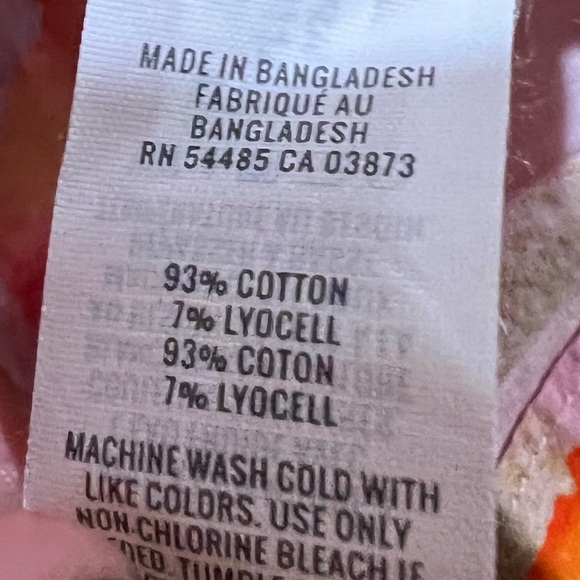 MADE IN BANGLADESH
FABRIQUÉ AU
BANGLADESH
RN 54485 CA 03873
93% COTTON
7% LYOCELL
93% COTON
7% LYOCELL
MACHINE WASH COLD WITH
LIKE COLORS. USE ONLY
NON-CHLORINE BLEACH IF